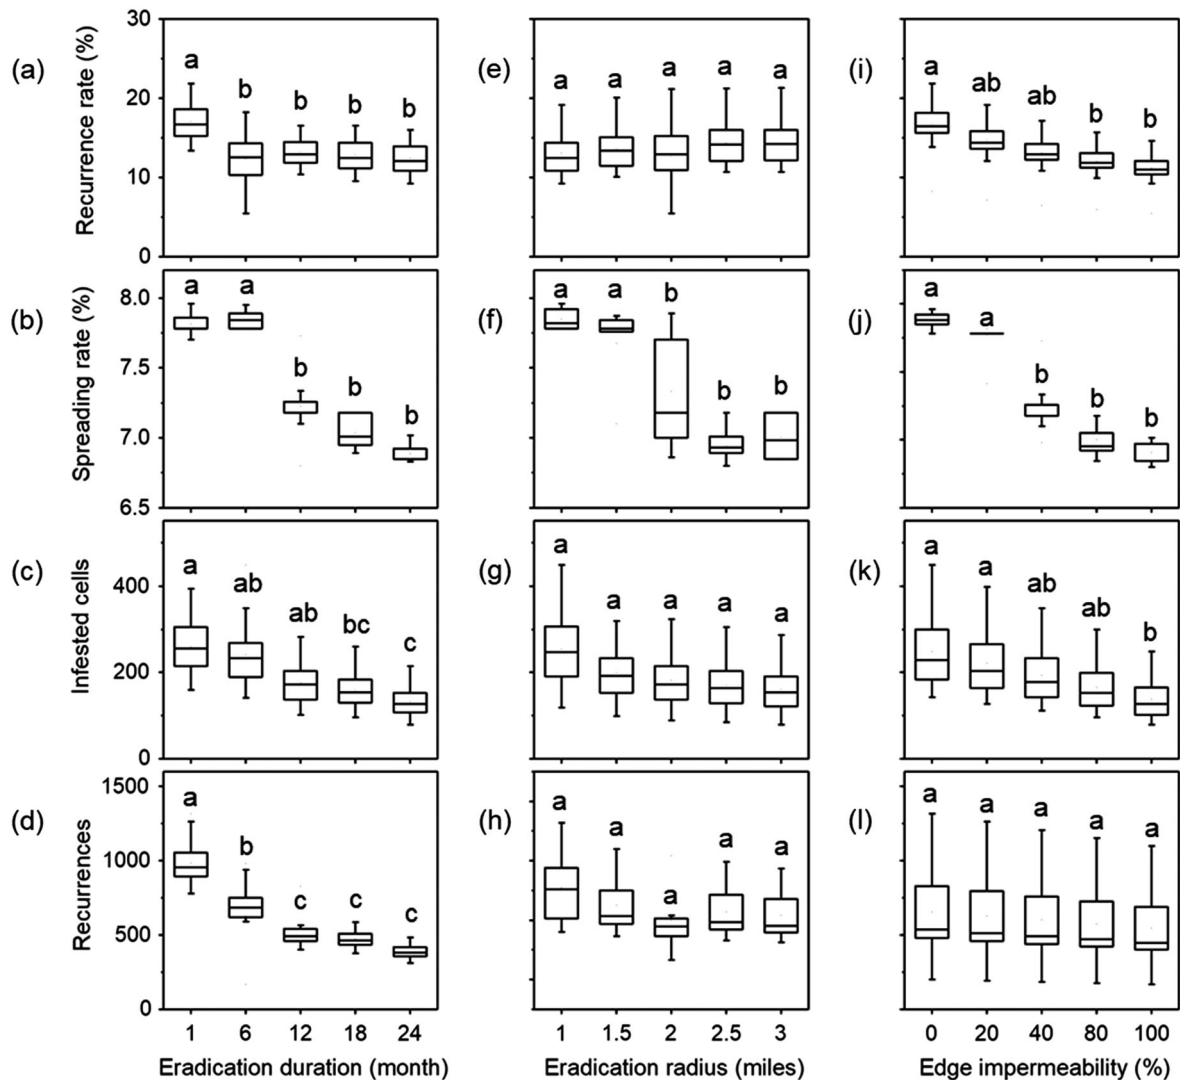 (a) Recurrence rate (%)
30
20
10
0
a b b b b
(e)
a a a a a
(i)
a ab ab b b
(b) Spreading rate (%)
8.0
7.5
7.0
6.5
a a b b b
(f)
a a b b b
(j)
a a b b b
(c) Infested cells
400
200
0
a ab ab bc c
(g)
a a a a a
(k)
a a ab ab b
(d) Recurrences
1500
1000
500
0
a b c c c
(h)
a a a a a
(l)
a a a a a
1 6 12 18 24
Eradication duration (month)
1 1.5 2 2.5 3
Eradication radius (miles)
0 20 40 80 100
Edge impermeability (%)